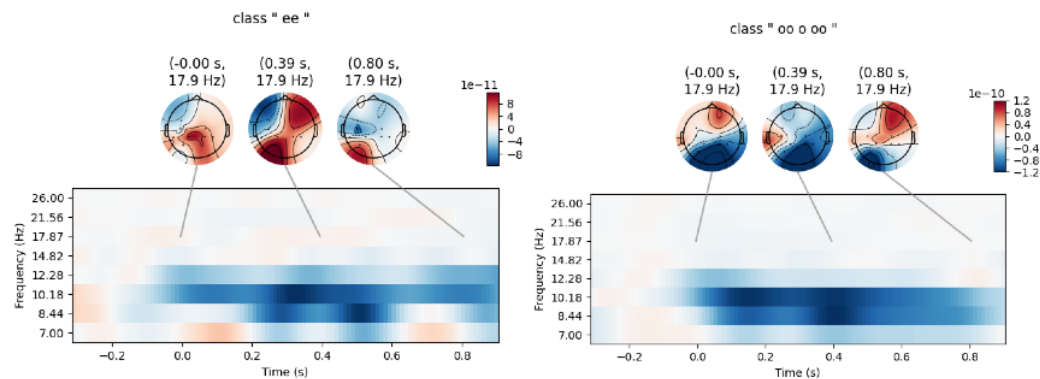 class " ee "
(-0.00 s, 17.9 Hz)
(0.39 s, 17.9 Hz)
(0.80 s, 17.9 Hz)
1e−11
8
4
0
−4
−8
26.00
21.56
17.87
14.82
12.28
10.18
8.44
7.00
Frequency (Hz)
−0.2
0.0
0.2
0.4
0.6
0.8
Time (s)
class " oo o oo "
(-0.00 s, 17.9 Hz)
(0.39 s, 17.9 Hz)
(0.80 s, 17.9 Hz)
1e−10
1.2
0.4
−0.4
−1.2
26.00
21.56
17.87
14.82
12.28
10.18
8.44
7.00
Frequency (Hz)
−0.2
0.0
0.2
0.4
0.6
0.8
Time (s)